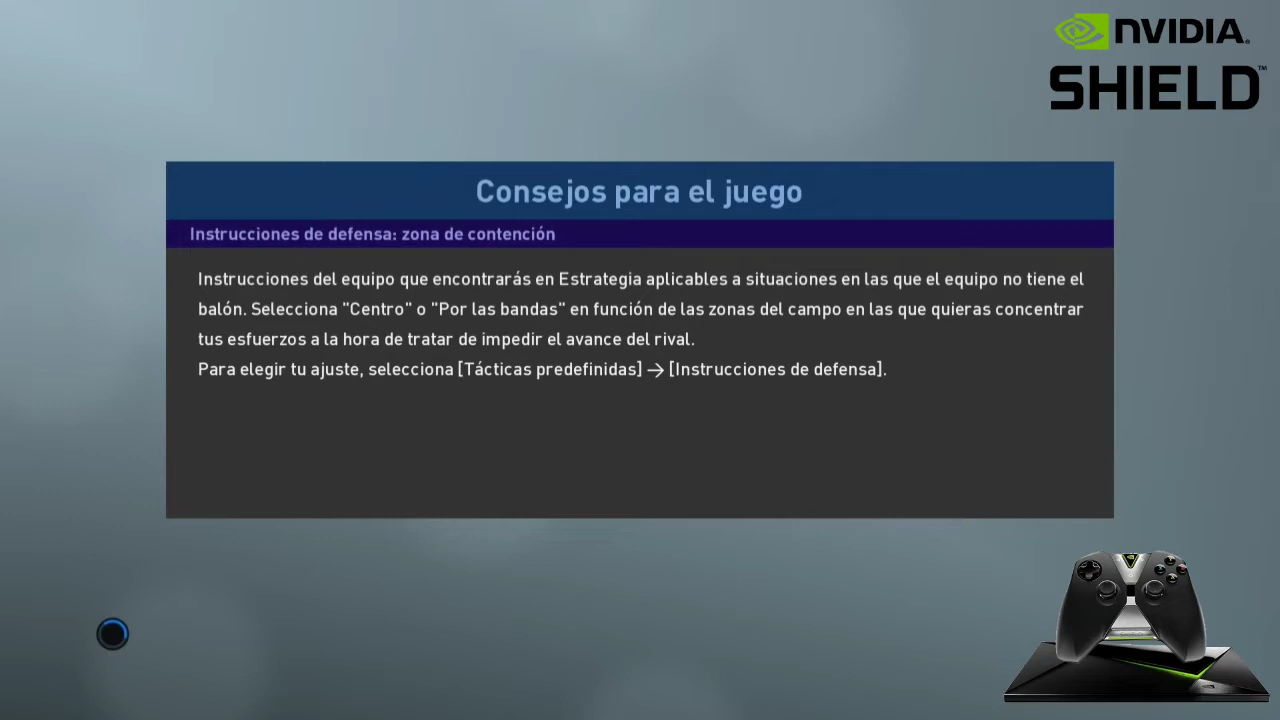 NVIDIA.
SHIELD™
Consejos para el juego
Instrucciones de defensa: zona de contención
Instrucciones del equipo que encontrarás en Estrategia aplicables a situaciones en las que el equipo no tiene el
balón. Selecciona "Centro" o "Por las bandas" en función de las zonas del campo en las que quieras concentrar
tus esfuerzos a la hora de tratar de impedir el avance del rival.
Para elegir tu ajuste, selecciona [Tácticas predefinidas] → [Instrucciones de defensa].